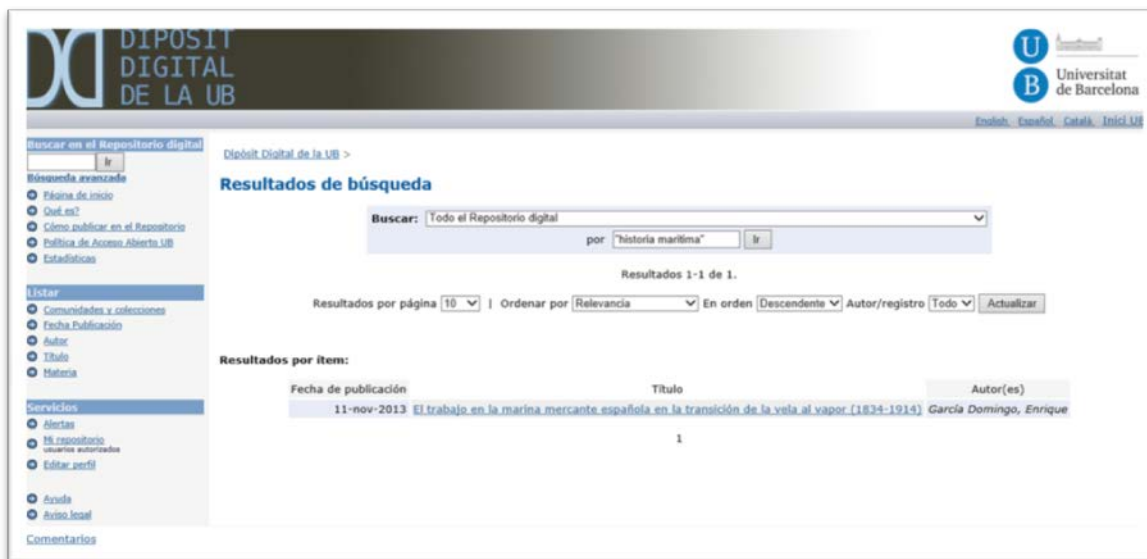 DIPÒSIT
DIGITAL
DE LA UB
U
B
Universitat
de Barcelona
English Español Català Inici UB
Buscar en el Repositorio digital
Ir
Búsqueda avanzada
Página de inicio
Qué es?
Cómo publicar en el Repositorio
Política de Acceso Abierto UB
Estadísticas
Listar
Comunidades y colecciones
Fecha Publicación
Autor
Título
Materia
Servicios
Alertas
Mi repositorio
usuarios autorizados
Editar perfil
Ayuda
Aviso legal
Comentarios
Dipòsit Digital de la UB >
Resultados de búsqueda
Buscar: Todo el Repositorio digital
por "historia maritima" Ir
Resultados 1-1 de 1.
Resultados por página 10 | Ordenar por Relevancia En orden Descendente Autor/registro Todo Actualizar
Resultados por ítem:
Fecha de publicación Título Autor(es)
11-nov-2013 El trabajo en la marina mercante española en la transición de la vela al vapor (1834-1914) García Domingo, Enrique
1